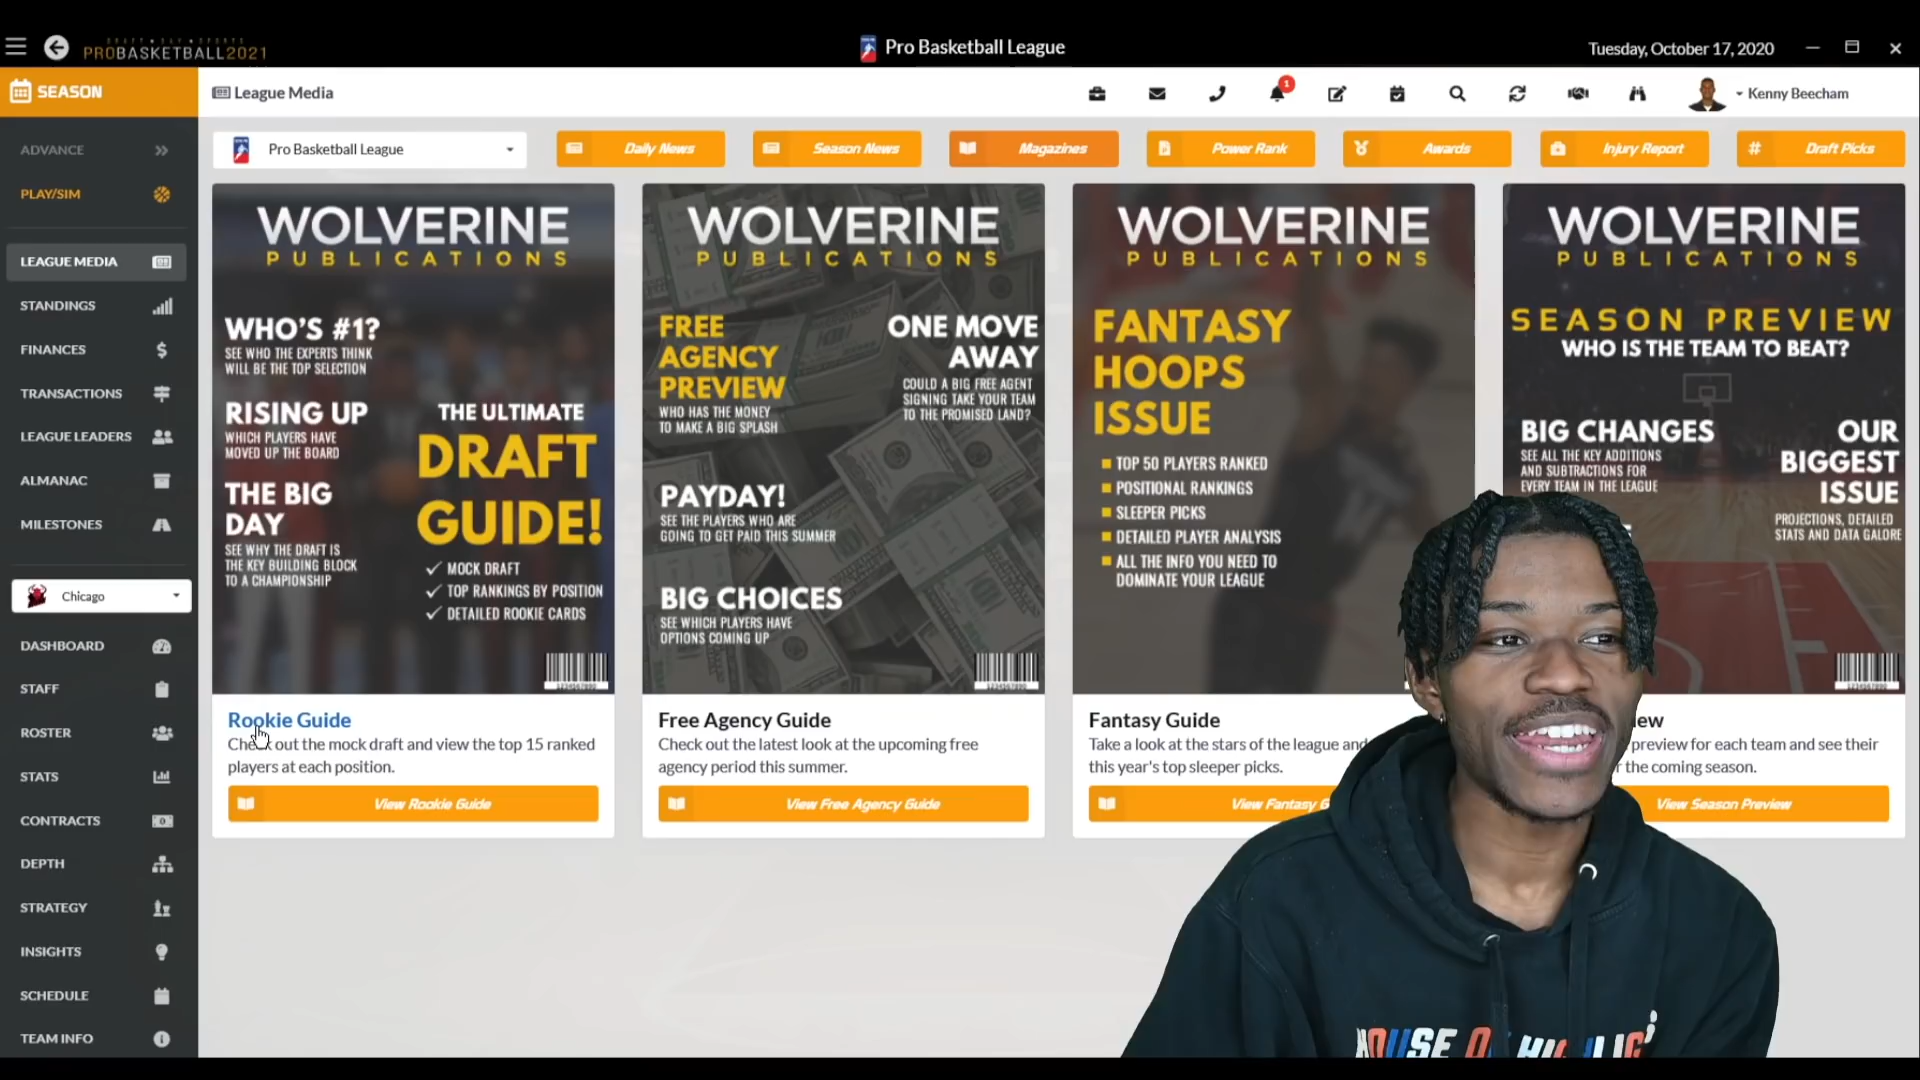 DRAFT DAY SPORTS
PROBASKETBALL2021
Pro Basketball League
Tuesday, October 17, 2020
SEASON
League Media
1
Kenny Beecham
ADVANCE
PLAY/SIM
LEAGUE MEDIA
STANDINGS
FINANCES
TRANSACTIONS
LEAGUE LEADERS
ALMANAC
MILESTONES
Chicago
DASHBOARD
STAFF
ROSTER
STATS
CONTRACTS
DEPTH
STRATEGY
INSIGHTS
SCHEDULE
TEAM INFO
Pro Basketball League
Daily News
Season News
Magazines
Power Rank
Awards
Injury Report
Draft Picks
WOLVERINE
PUBLICATIONS
WHO'S #1?
SEE WHO THE EXPERTS THINK
WILL BE THE TOP SELECTION
RISING UP
WHICH PLAYERS HAVE
MOVED UP THE BOARD
THE BIG
DAY
SEE WHY THE DRAFT IS
THE KEY BUILDING BLOCK
TO A CHAMPIONSHIP
THE ULTIMATE
DRAFT
GUIDE!
MOCK DRAFT
TOP RANKINGS BY POSITION
DETAILED ROOKIE CARDS
Rookie Guide
Check out the mock draft and view the top 15 ranked
players at each position.
View Rookie Guide
WOLVERINE
PUBLICATIONS
FREE
AGENCY
PREVIEW
WHO HAS THE MONEY
TO MAKE A BIG SPLASH
ONE MOVE
AWAY
COULD A BIG FREE AGENT
SIGNING TAKE YOUR TEAM
TO THE PROMISED LAND?
PAYDAY!
SEE THE PLAYERS WHO ARE
GOING TO GET PAID THIS SUMMER
BIG CHOICES
SEE WHICH PLAYERS HAVE
OPTIONS COMING UP
Free Agency Guide
Check out the latest look at the upcoming free
agency period this summer.
View Free Agency Guide
WOLVERINE
PUBLICATIONS
FANTASY
HOOPS
ISSUE
TOP 50 PLAYERS RANKED
POSITIONAL RANKINGS
SLEEPER PICKS
DETAILED PLAYER ANALYSIS
ALL THE INFO YOU NEED TO
DOMINATE YOUR LEAGUE
Fantasy Guide
Take a look at the stars of the league and
this year's top sleeper picks.
View Fantasy G
WOLVERINE
PUBLICATIONS
SEASON PREVIEW
WHO IS THE TEAM TO BEAT?
BIG CHANGES
SEE ALL THE KEY ADDITIONS
AND SUBTRACTIONS FOR
EVERY TEAM IN THE LEAGUE
OUR
BIGGEST
ISSUE
PROJECTIONS, DETAILED
STATS AND DATA GALORE
ew
preview for each team and see their
r the coming season.
View Season Preview
HOUSE OF HIGHLIG